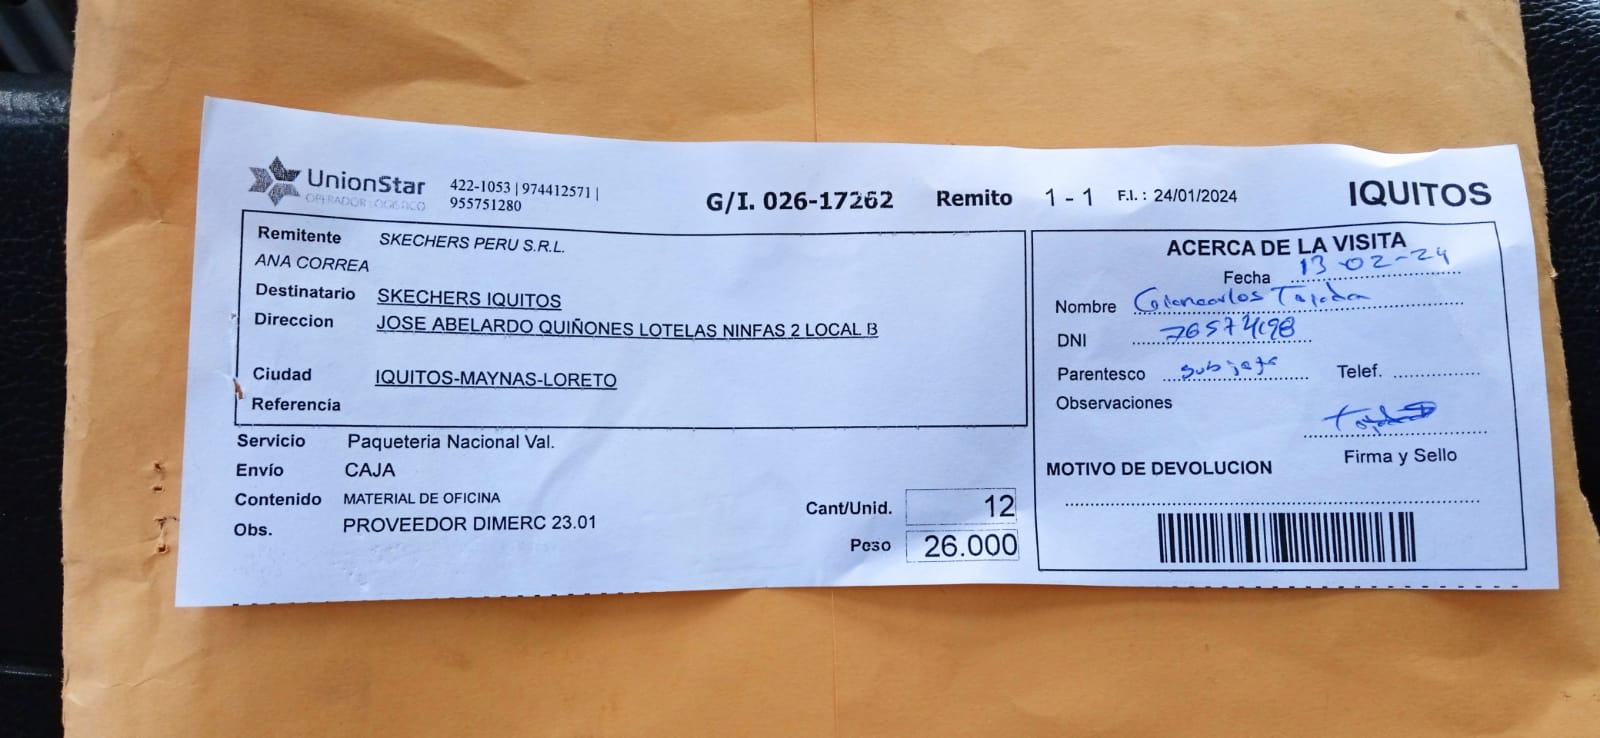 UnionStar
OPERADOR LOGISTICO
422-1053 | 974412571 |
955751280
G/I. 026-17262 Remito 1 - 1 F.I. : 24/01/2024 IQUITOS
Remitente SKECHERS PERU S.R.L.
ANA CORREA
Destinatario SKECHERS IQUITOS
Direccion JOSE ABELARDO QUIÑONES LOTELAS NINFAS 2 LOCAL B
Ciudad IQUITOS-MAYNAS-LORETO
Referencia
Servicio Paqueteria Nacional Val.
Envío CAJA
Contenido MATERIAL DE OFICINA
Obs. PROVEEDOR DIMERC 23.01
Cant/Unid. 12
Peso 26.000
ACERCA DE LA VISITA
Fecha 13-02-24
Nombre
DNI
Parentesco sub jefe Telef.
Observaciones
Firma y Sello
MOTIVO DE DEVOLUCION